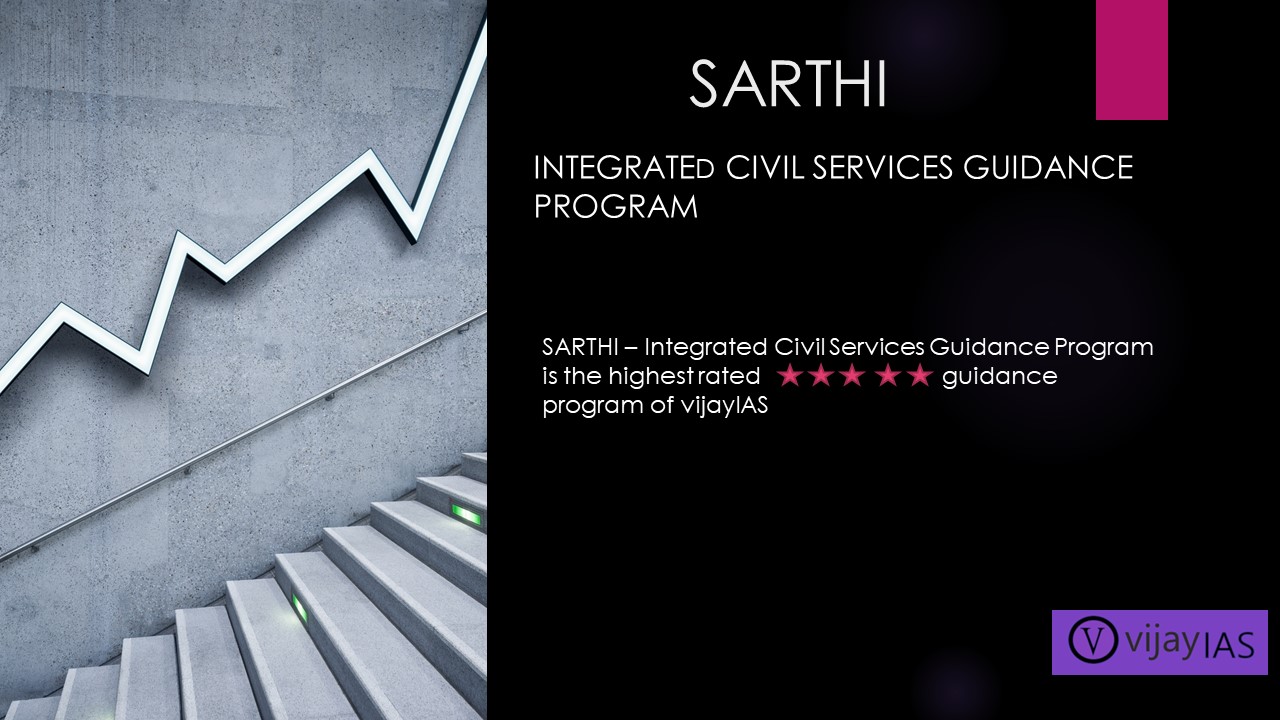 SARTHI
INTEGRATED CIVIL SERVICES GUIDANCE
PROGRAM
SARTHI – Integrated Civil Services Guidance Program
is the highest rated ★★★★★ guidance
program of vijayIAS
V vijayIAS